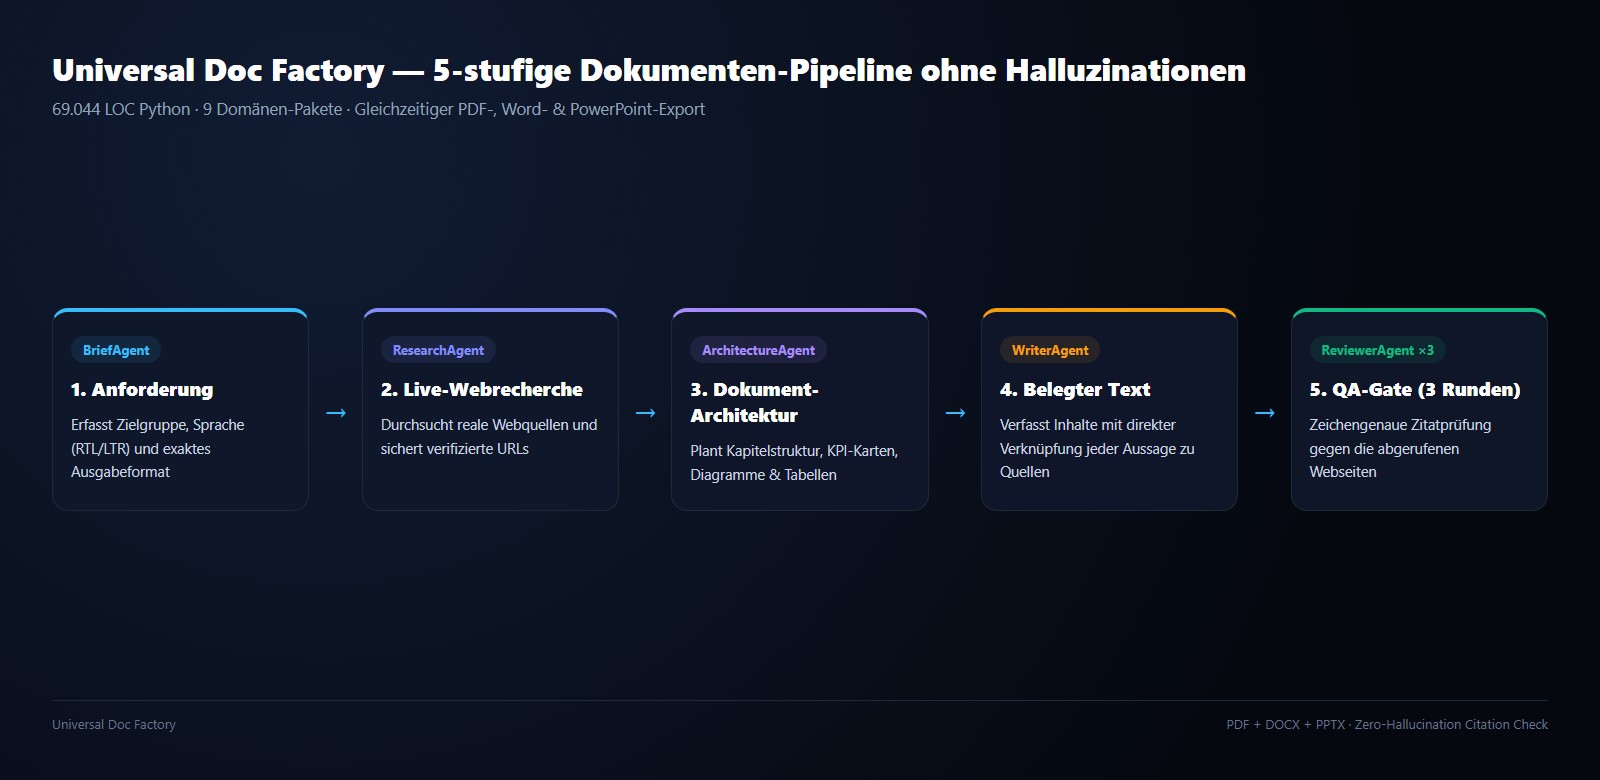 Universal Doc Factory — 5-stufige Dokumenten-Pipeline ohne Halluzinationen
69.044 LOC Python · 9 Domänen-Pakete · Gleichzeitiger PDF-, Word- & PowerPoint-Export
BriefAgent
1. Anforderung
Erfasst Zielgruppe, Sprache
(RTL/LTR) und exaktes
Ausgabeformat
→
ResearchAgent
2. Live-Webrecherche
Durchsucht reale Webquellen und
sichert verifizierte URLs
→
ArchitectureAgent
3. Dokument-
Architektur
Plant Kapitelstruktur, KPI-Karten,
Diagramme & Tabellen
→
WriterAgent
4. Belegter Text
Verfasst Inhalte mit direkter
Verknüpfung jeder Aussage zu
Quellen
→
ReviewerAgent ×3
5. QA-Gate (3 Runden)
Zeichengenaue Zitatprüfung
gegen die abgerufenen
Webseiten
Universal Doc Factory
PDF + DOCX + PPTX · Zero-Hallucination Citation Check